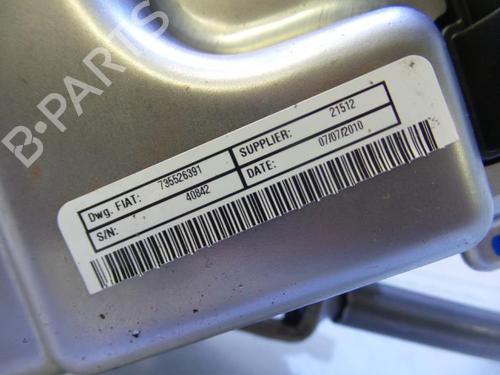 B-PARTS
Dwg. FIAT: 735526391 SUPPLIER: 21512
S/N: 40842 DATE: 07/07/2010